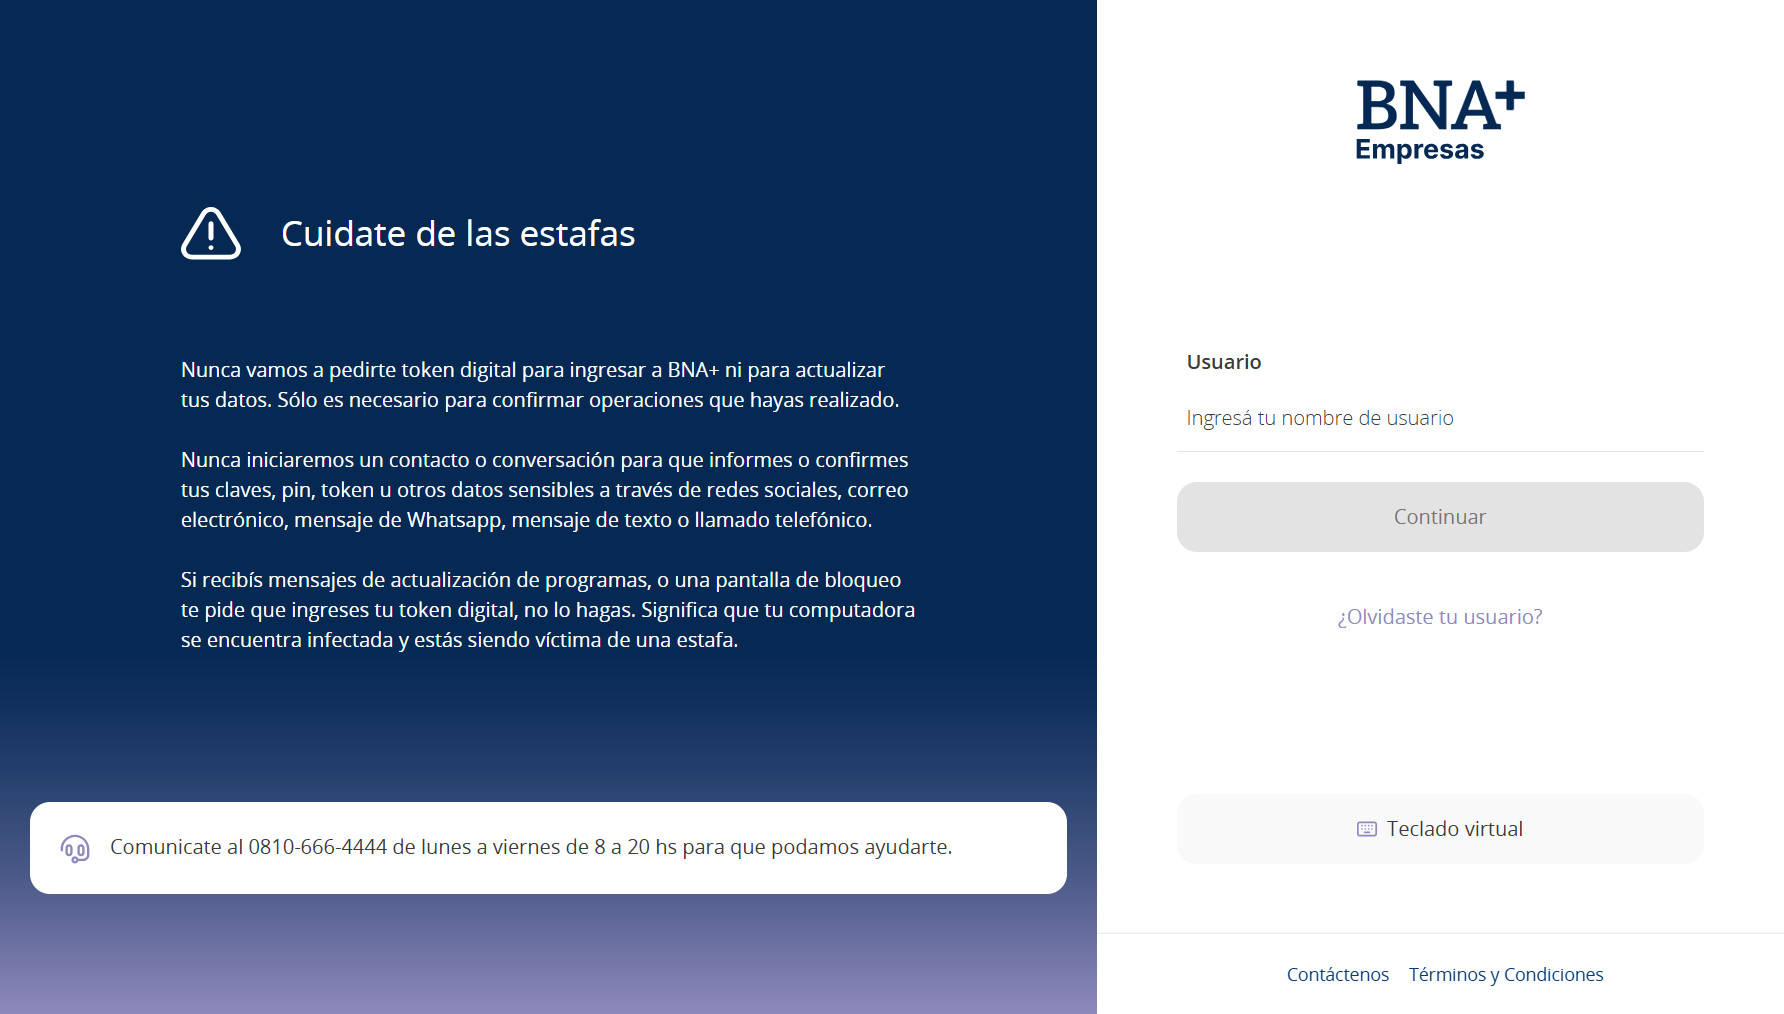 Cuidate de las estafas
Nunca vamos a pedirte token digital para ingresar a BNA+ ni para actualizar
tus datos. Sólo es necesario para confirmar operaciones que hayas realizado.
Nunca iniciaremos un contacto o conversación para que informes o confirmes
tus claves, pin, token u otros datos sensibles a través de redes sociales, correo
electrónico, mensaje de Whatsapp, mensaje de texto o llamado telefónico.
Si recibís mensajes de actualización de programas, o una pantalla de bloqueo
te pide que ingreses tu token digital, no lo hagas. Significa que tu computadora
se encuentra infectada y estás siendo víctima de una estafa.
Comunicate al 0810-666-4444 de lunes a viernes de 8 a 20 hs para que podamos ayudarte.
BNA+
Empresas
Usuario
Ingresá tu nombre de usuario
Continuar
¿Olvidaste tu usuario?
Teclado virtual
Contáctenos Términos y Condiciones